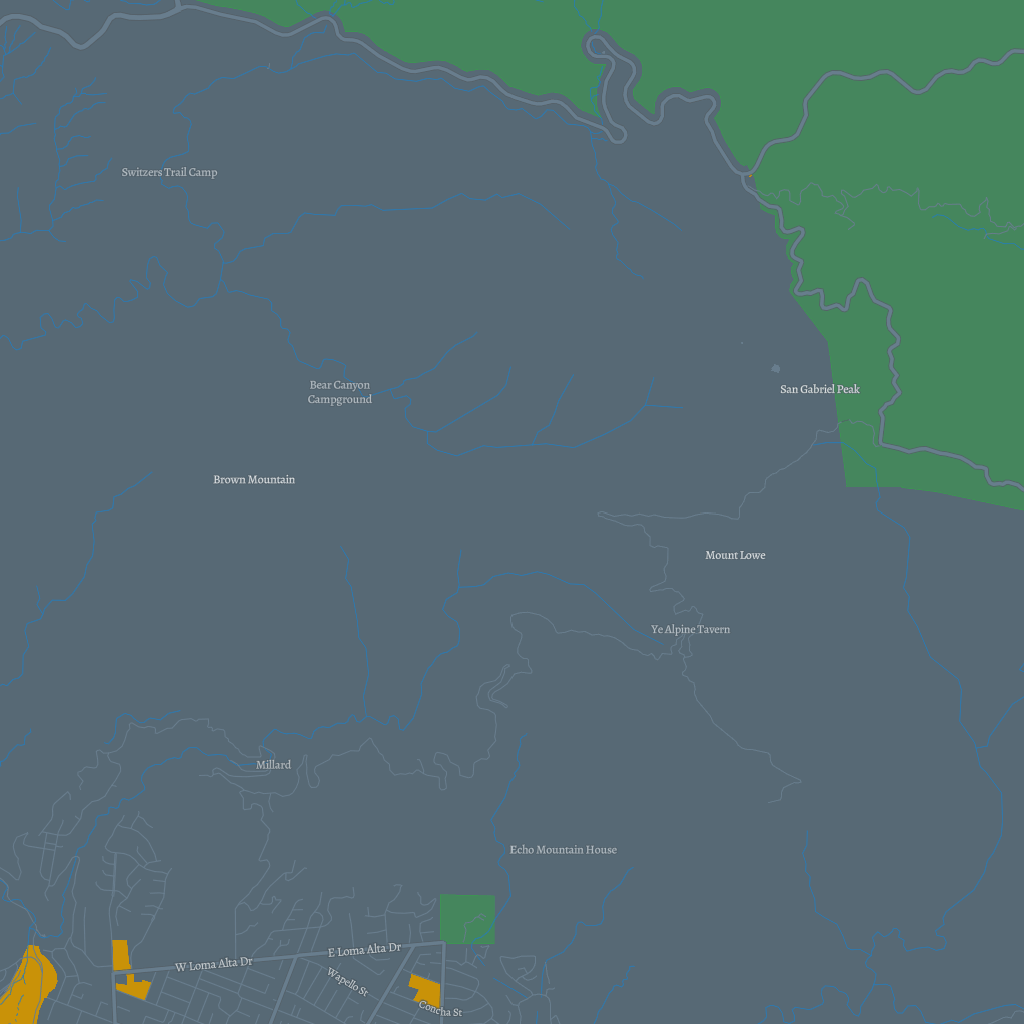 Switzers Trail Camp
Bear Canyon
Campground
San Gabriel Peak
Brown Mountain
Mount Lowe
Ye Alpine Tavern
Millard
Echo Mountain House
E Loma Alta Dr
W Loma Alta Dr
Wapello St
Concha St